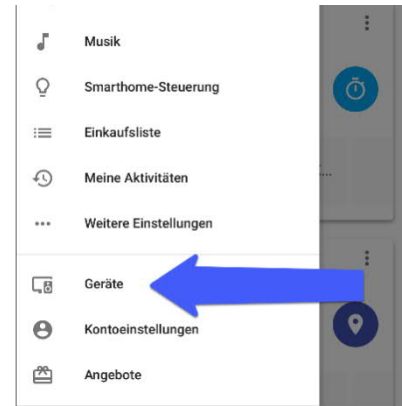 Musik
Smarthome-Steuerung
Einkaufsliste
Meine Aktivitäten
Weitere Einstellungen
Geräte
Kontoeinstellungen
Angebote